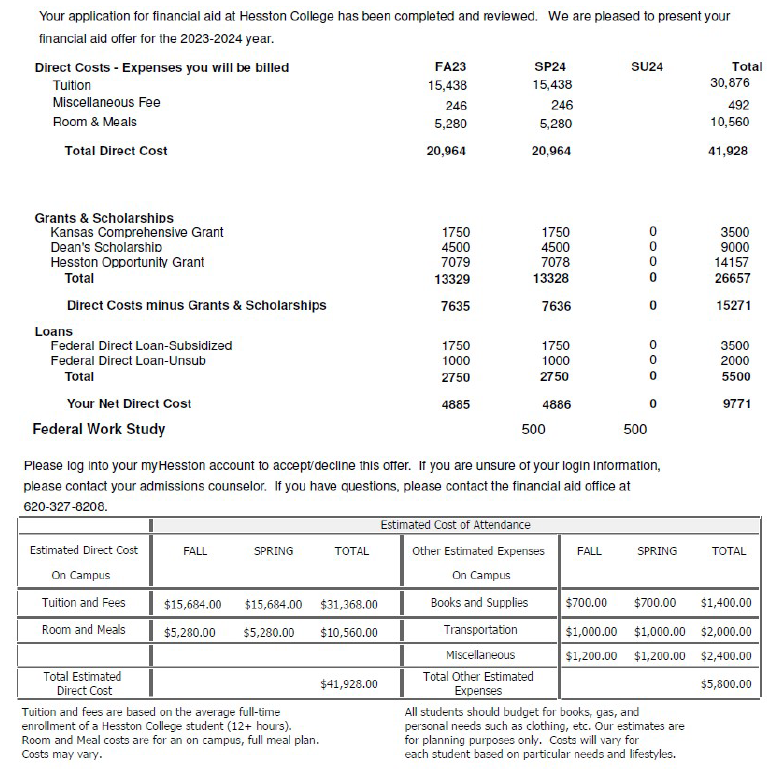 Your application for financial aid at Hesston College has been completed and reviewed. We are pleased to present your
financial aid offer for the 2023-2024 year.
Direct Costs - Expenses you will be billed FA23 SP24 SU24 Total
Tuition 15,438 15,438 30,876
Miscellaneous Fee 246 246 492
Room & Meals 5,280 5,280 10,560
Total Direct Cost 20,964 20,964 41,928
Grants & Scholarships
Kansas Comprehensive Grant 1750 1750 0 3500
Dean's Scholarship 4500 4500 0 9000
Hesston Opportunity Grant 7079 7078 0 14157
Total 13329 13328 0 26657
Direct Costs minus Grants & Scholarships 7635 7636 0 15271
Loans
Federal Direct Loan-Subsidized 1750 1750 0 3500
Federal Direct Loan-Unsub 1000 1000 0 2000
Total 2750 2750 0 5500
Your Net Direct Cost 4885 4886 0 9771
Federal Work Study 500 500
Please log into your myHesston account to accept/decline this offer. If you are unsure of your login information,
please contact your admissions counselor. If you have questions, please contact the financial aid office at
620-327-8208.
Estimated Cost of Attendance
Estimated Direct Cost FALL SPRING TOTAL Other Estimated Expenses FALL SPRING TOTAL
On Campus On Campus
Tuition and Fees $15,684.00 $15,684.00 $31,368.00 Books and Supplies $700.00 $700.00 $1,400.00
Room and Meals $5,280.00 $5,280.00 $10,560.00 Transportation $1,000.00 $1,000.00 $2,000.00
Miscellaneous $1,200.00 $1,200.00 $2,400.00
Total Estimated Total Other Estimated
Direct Cost $41,928.00 Expenses $5,800.00
Tuition and fees are based on the average full-time
enrollment of a Hesston College student (12+ hours).
Room and Meal costs are for an on campus, full meal plan.
Costs may vary.
All students should budget for books, gas, and
personal needs such as clothing, etc. Our estimates are
for planning purposes only. Costs will vary for
each student based on particular needs and lifestyles.